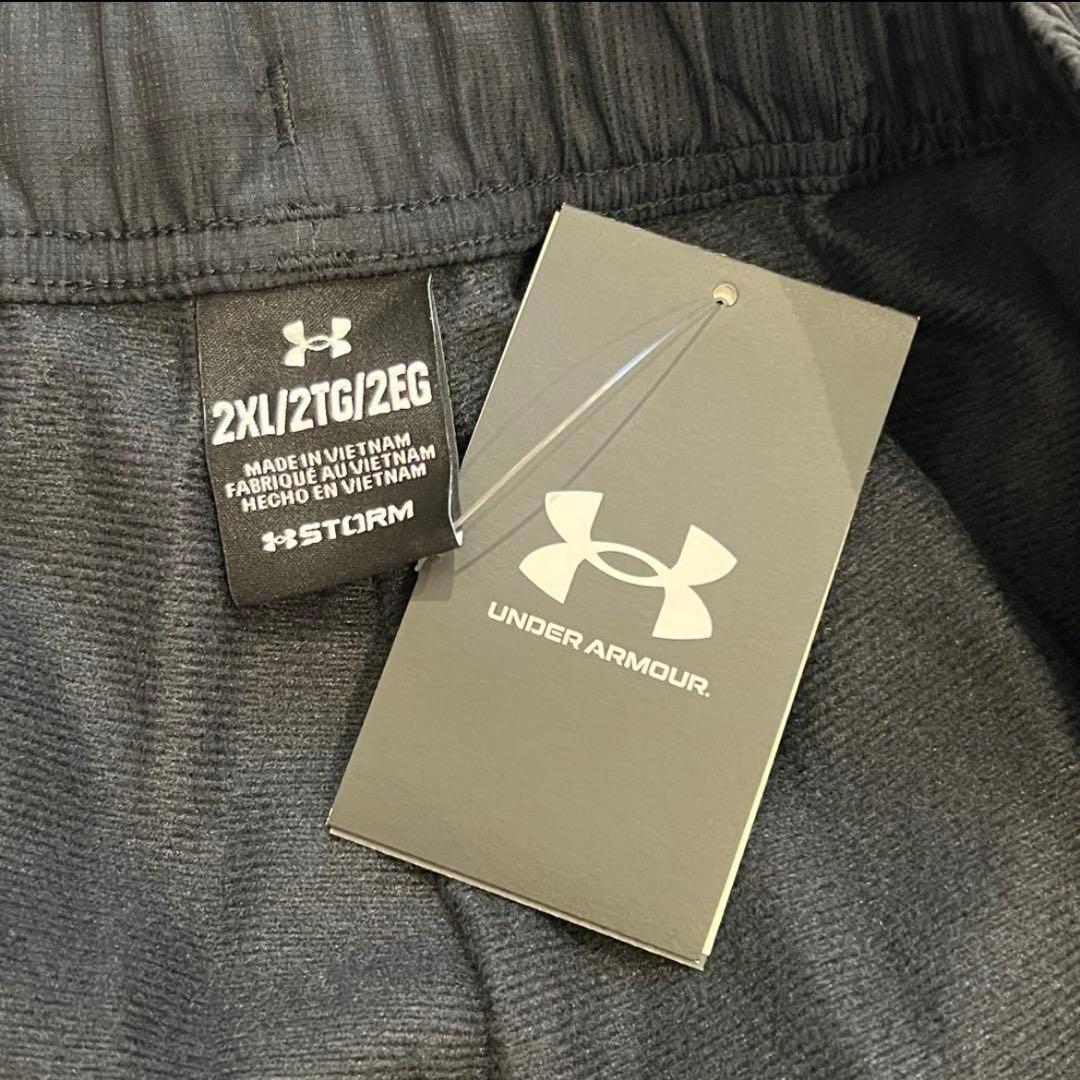 2XL/2TG/2EG
MADE IN VIETNAM
FABRIQUÉ AU VIETNAM
HECHO EN VIETNAM
STORM
UNDER ARMOUR.